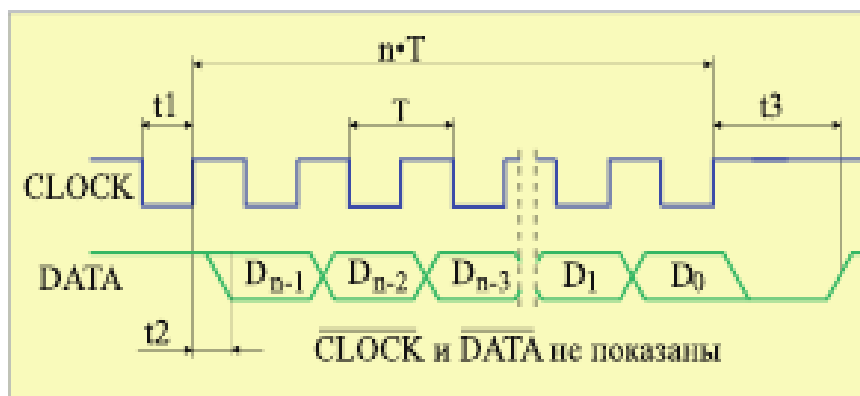 n•T
t1 T t3
CLOCK
DATA Dn-1 Dn-2 Dn-3 D1 D0
t2 CLOCK и DATA не показаны